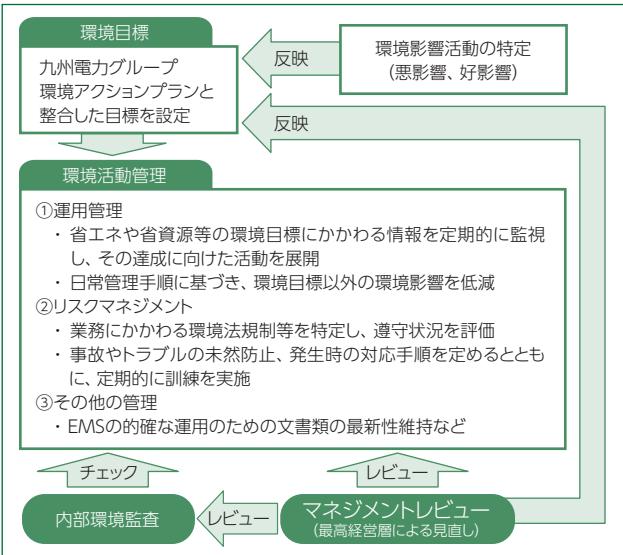 環境目標
九州電力グループ
環境アクションプランと
整合した目標を設定
反映
環境影響活動の特定
(悪影響、好影響)
反映
環境活動管理
①運用管理
・省エネや省資源等の環境目標にかかわる情報を定期的に監視
し、その達成に向けた活動を展開
・日常管理手順に基づき、環境目標以外の環境影響を低減
②リスクマネジメント
・業務にかかわる環境法規制等を特定し、遵守状況を評価
・事故やトラブルの未然防止、発生時の対応手順を定めるととも
に、定期的に訓練を実施
③その他の管理
・EMSの的確な運用のための文書類の最新性維持など
チェック
レビュー
内部環境監査
レビュー
マネジメントレビュー
(最高経営層による見直し)